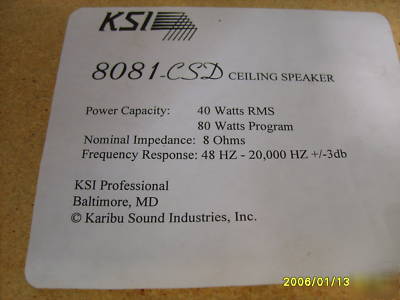 KSI
8081-CSD CEILING SPEAKER
Power Capacity: 40 Watts RMS
80 Watts Program
Nominal Impedance: 8 Ohms
Frequency Response: 48 HZ - 20,000 HZ +/-3db
KSI Professional
Baltimore, MD
© Karibu Sound Industries, Inc.
2006/01/13